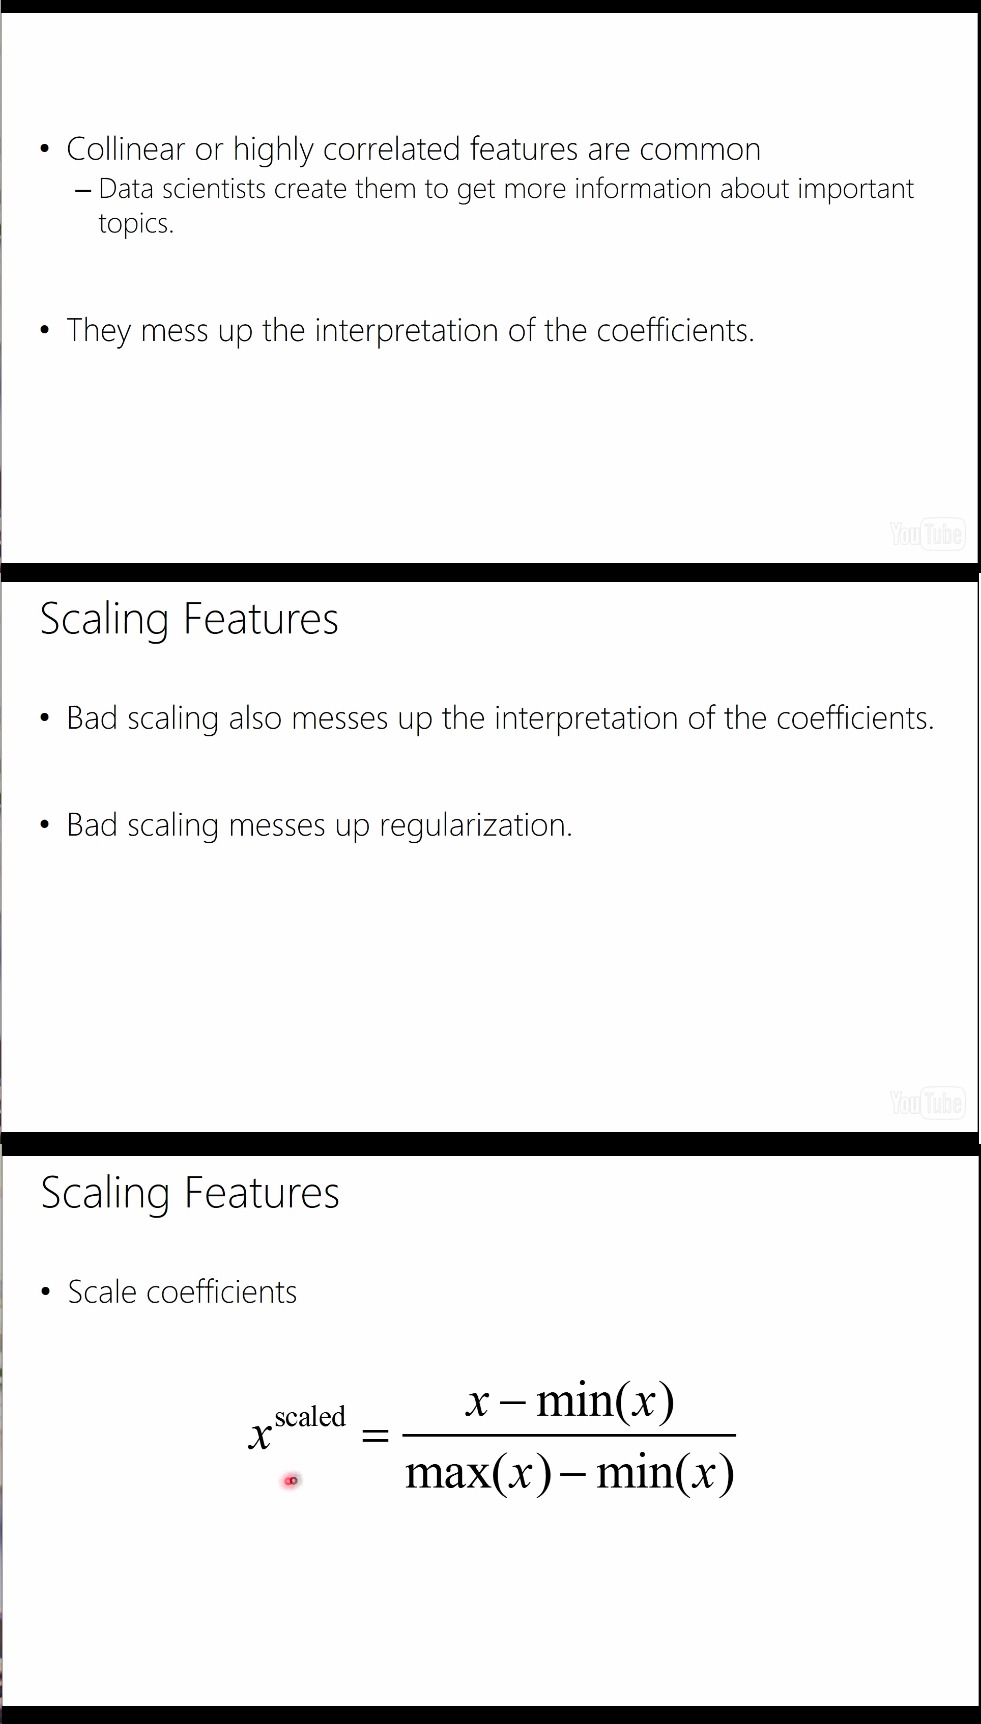 • Collinear or highly correlated features are common
– Data scientists create them to get more information about important
topics.
• They mess up the interpretation of the coefficients.
YouTube
Scaling Features
• Bad scaling also messes up the interpretation of the coefficients.
• Bad scaling messes up regularization.
YouTube
Scaling Features
• Scale coefficients
x^scaled = (x – min(x)) / (max(x) – min(x))